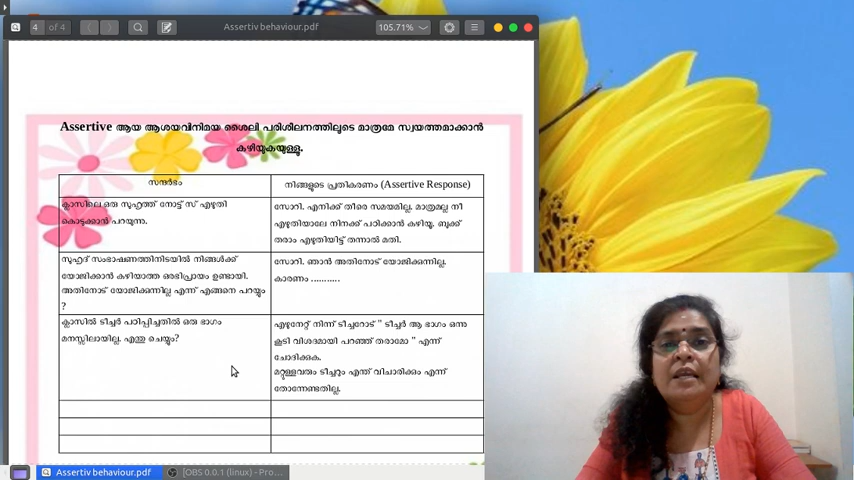 Assertiv behaviour.pdf
4 of 4
105.71%
Assertive ആയ ആശയവിനിമയ ശൈലി പരിശീലനത്തിലൂടെ മാത്രമേ സ്വയത്തമാക്കാൻ
കഴിയുകയുള്ളൂ.
സന്ദർഭം
നിങ്ങളുടെ പ്രതികരണം (Assertive Response)
ക്ലാസിലെ ഒരു സുഹൃത്ത് നോട്ട് സ് എഴുതി
കൊടുക്കാൻ പറയുന്നു.
സോറി. എനിക്ക് തീരെ സമയമില്ല. മാത്രമല്ല നീ
എഴുതിയാലേ നിനക്ക് പഠിക്കാൻ കഴിയൂ. ബുക്ക്
തരാം എഴുതിയിട്ട് തന്നാൽ മതി.
സുഹൃദ് സംഭാഷണത്തിനിടയിൽ നിങ്ങൾക്ക്
യോജിക്കാൻ കഴിയാത്ത ഒരഭിപ്രായം ഉണ്ടായി.
അതിനോട് യോജിക്കുന്നില്ല എന്ന് എങ്ങനെ പറയും
?
സോറി. ഞാൻ അതിനോട് യോജിക്കുന്നില്ല.
കാരണം ...........
ക്ലാസിൽ ടീച്ചർ പഠിപ്പിച്ചതിൽ ഒരു ഭാഗം
മനസ്സിലായില്ല. എന്തു ചെയ്യും?
എഴുനേറ്റ് നിന്ന് ടീച്ചറോട് " ടീച്ചർ ആ ഭാഗം ഒന്നു
കൂടി വിശദമായി പറഞ്ഞ് തരാമോ " എന്ന്
ചോദിക്കുക.
മറ്റുള്ളവരും ടീച്ചറും എന്ത് വിചാരിക്കും എന്ന്
തോന്നേണ്ടതില്ല.
Assertiv behaviour.pdf
[OBS 0.0.1 (linux) - Pro...